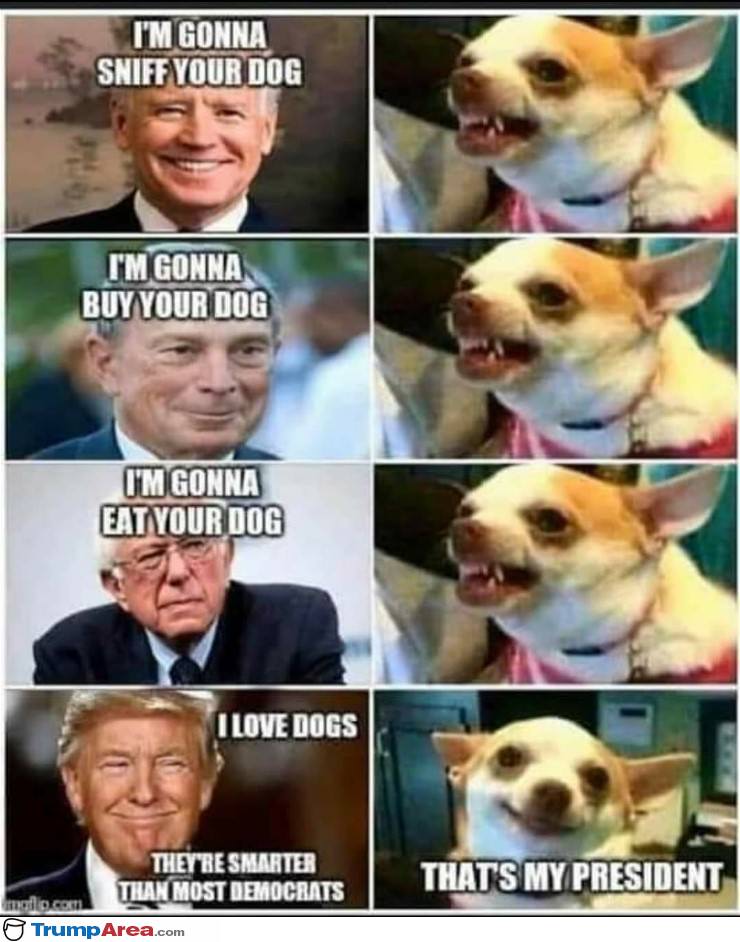 I'M GONNA
SNIFF YOUR DOG
I'M GONNA
BUY YOUR DOG
I'M GONNA
EAT YOUR DOG
I LOVE DOGS
THEY'RE SMARTER
THAN MOST DEMOCRATS
THAT'S MY PRESIDENT
imgflip.com
TrumpArea.com